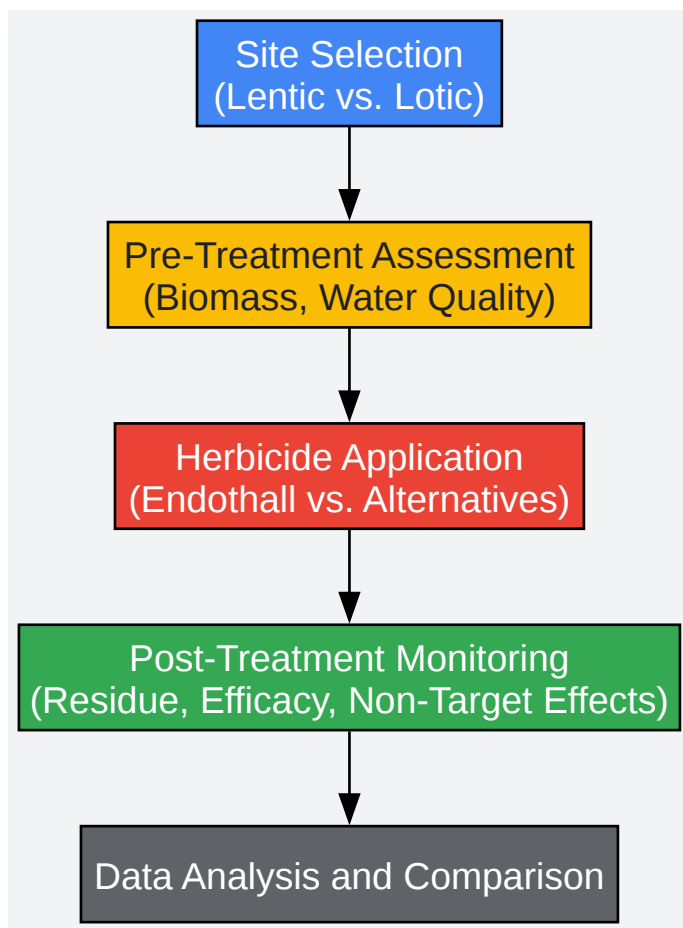 Site Selection
(Lentic vs. Lotic)
Pre-Treatment Assessment
(Biomass, Water Quality)
Herbicide Application
(Endothall vs. Alternatives)
Post-Treatment Monitoring
(Residue, Efficacy, Non-Target Effects)
Data Analysis and Comparison